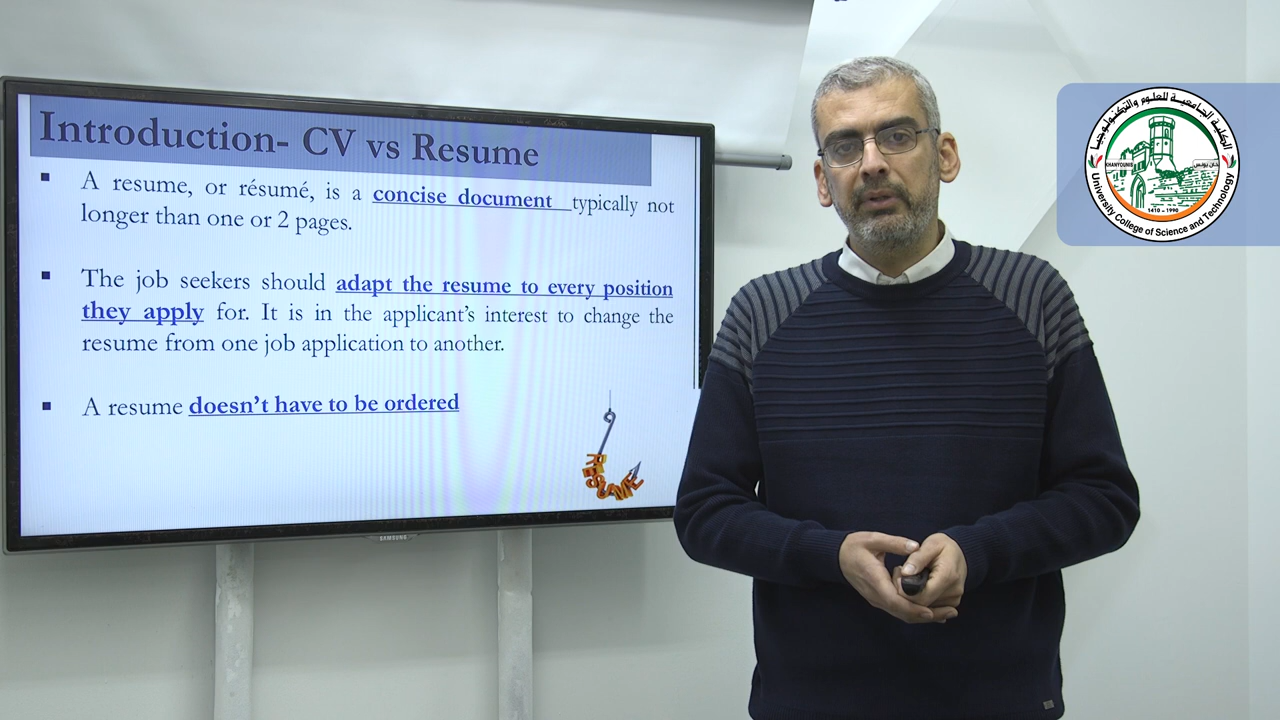 Introduction- CV vs Resume
▪ A resume, or résumé, is a concise document typically not
longer than one or 2 pages.
▪ The job seekers should adapt the resume to every position
they apply for. It is in the applicant's interest to change the
resume from one job application to another.
▪ A resume doesn't have to be ordered
RESUME
SAMSUNG
الكلية الجامعية للعلوم والتكنولوجيا
KHANYOUNIS
خان يونس
1410 - 1990
University College of Science and Technology